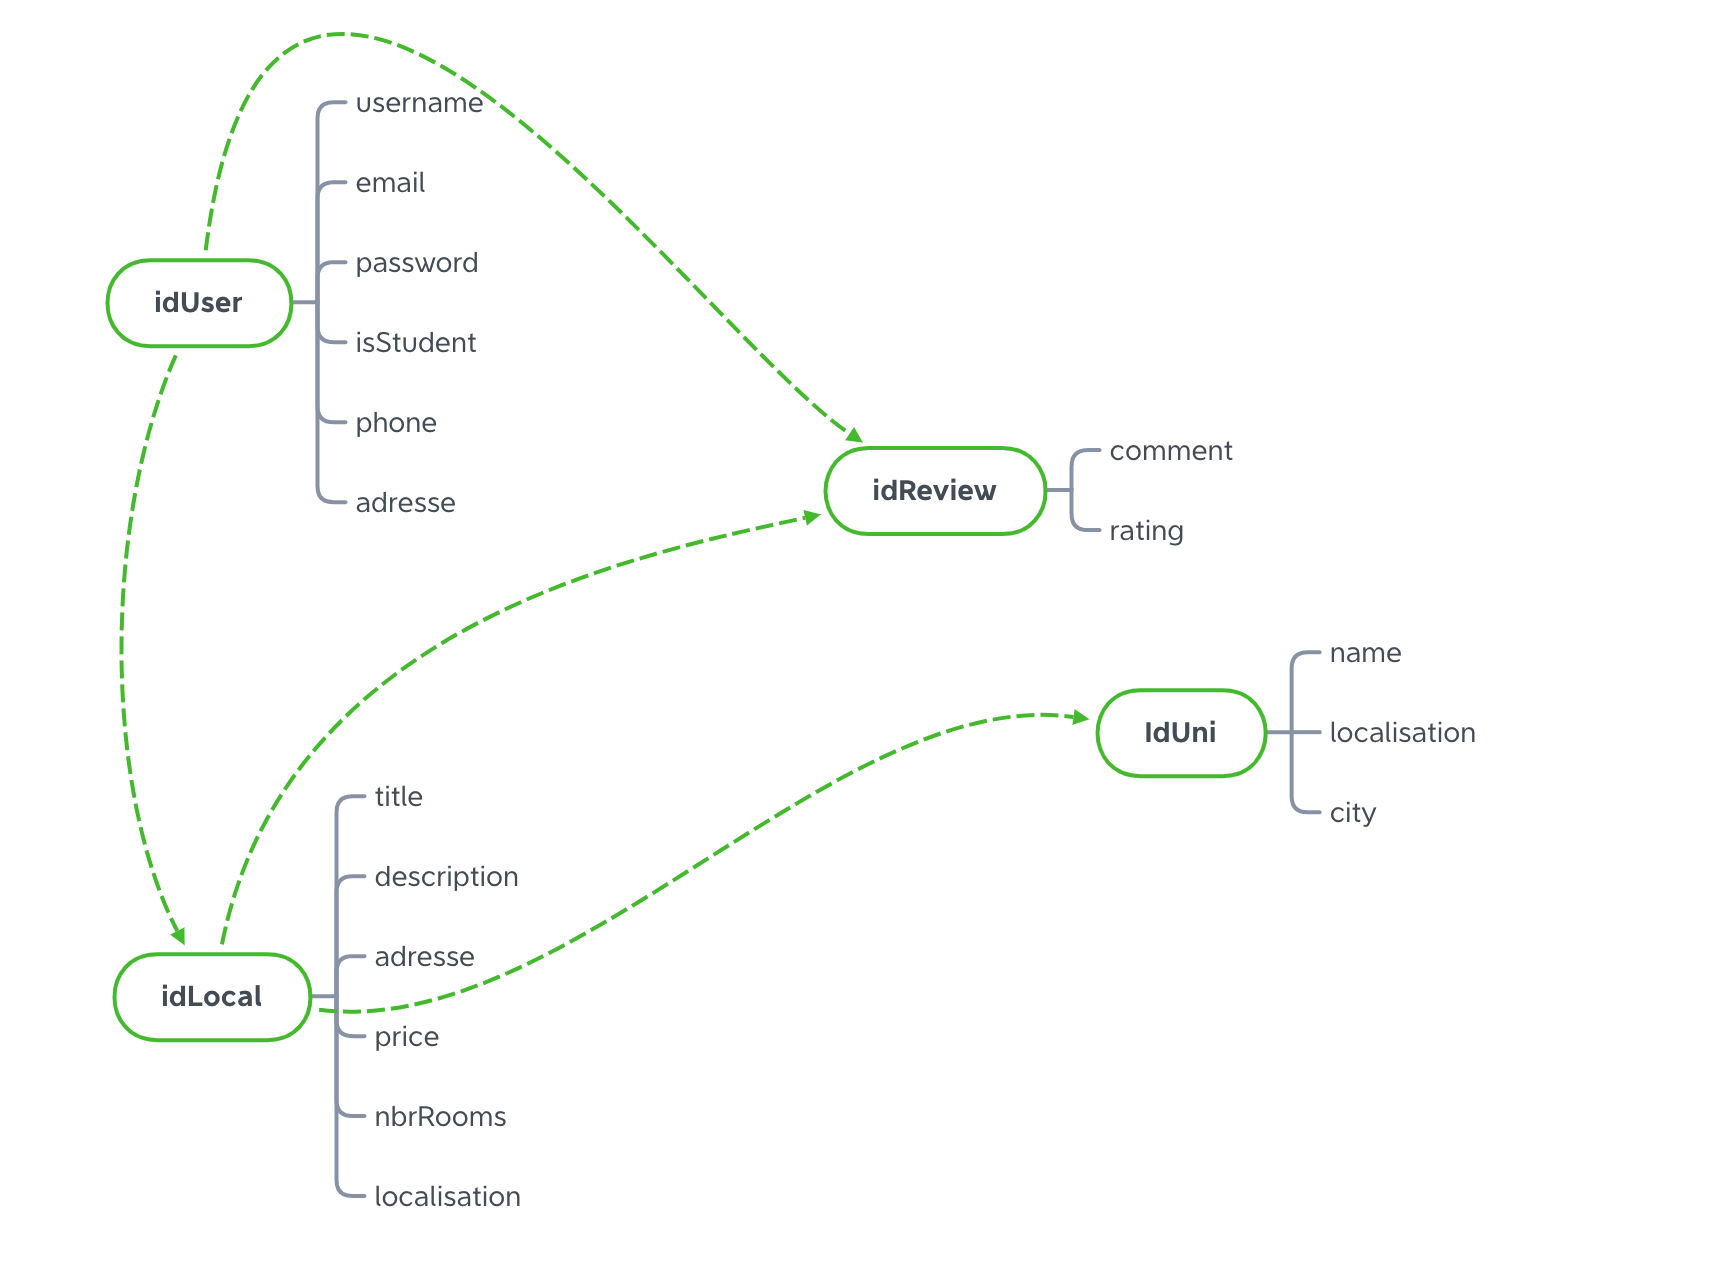 idUser
username
email
password
isStudent
phone
adresse
idReview
comment
rating
IdUni
name
localisation
city
idLocal
title
description
adresse
price
nbrRooms
localisation